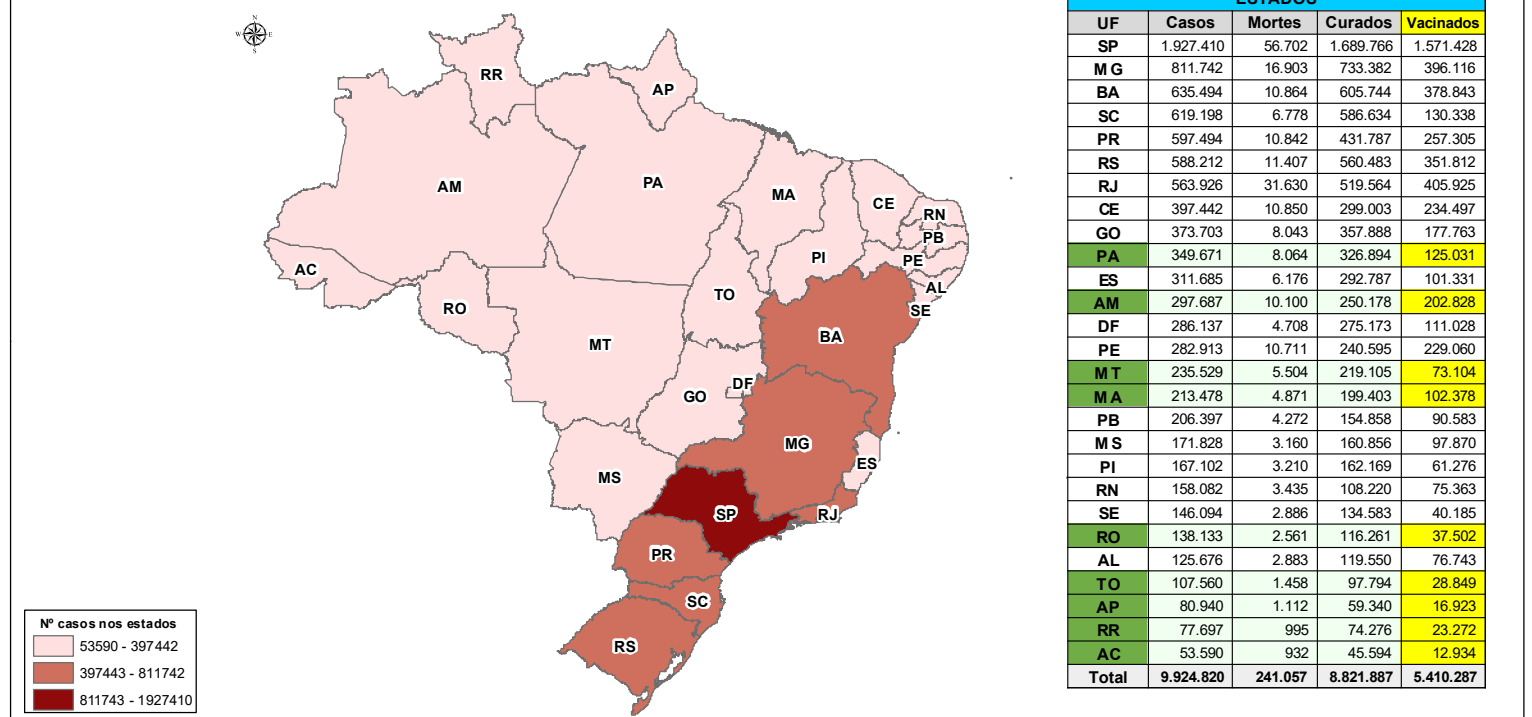 N
W E
S
RR
AP
AM
PA
MA
CE
RN
PB
PI
PE
AC
AL
TO
RO
SE
BA
MT
DF
GO
MG
ES
MS
SP
RJ
PR
SC
RS
Nº casos nos estados
53590 - 397442
397443 - 811742
811743 - 1927410
ESTADOS
UF Casos Mortes Curados Vacinados
SP 1.927.410 56.702 1.689.766 1.571.428
MG 811.742 16.903 733.382 396.116
BA 635.494 10.864 605.744 378.843
SC 619.198 6.778 586.634 130.338
PR 597.494 10.842 431.787 257.305
RS 588.212 11.407 560.483 351.812
RJ 563.926 31.630 519.564 405.925
CE 397.442 10.850 299.003 234.497
GO 373.703 8.043 357.888 177.763
PA 349.671 8.064 326.894 125.031
ES 311.685 6.176 292.787 101.331
AM 297.687 10.100 250.178 202.828
DF 286.137 4.708 275.173 111.028
PE 282.913 10.711 240.595 229.060
MT 235.529 5.504 219.105 73.104
MA 213.478 4.871 199.403 102.378
PB 206.397 4.272 154.858 90.583
MS 171.828 3.160 160.856 97.870
PI 167.102 3.210 162.169 61.276
RN 158.082 3.435 108.220 75.363
SE 146.094 2.886 134.583 40.185
RO 138.133 2.561 116.261 37.502
AL 125.676 2.883 119.550 76.743
TO 107.560 1.458 97.794 28.849
AP 80.940 1.112 59.340 16.923
RR 77.697 995 74.276 23.272
AC 53.590 932 45.594 12.934
Total 9.924.820 241.057 8.821.887 5.410.287